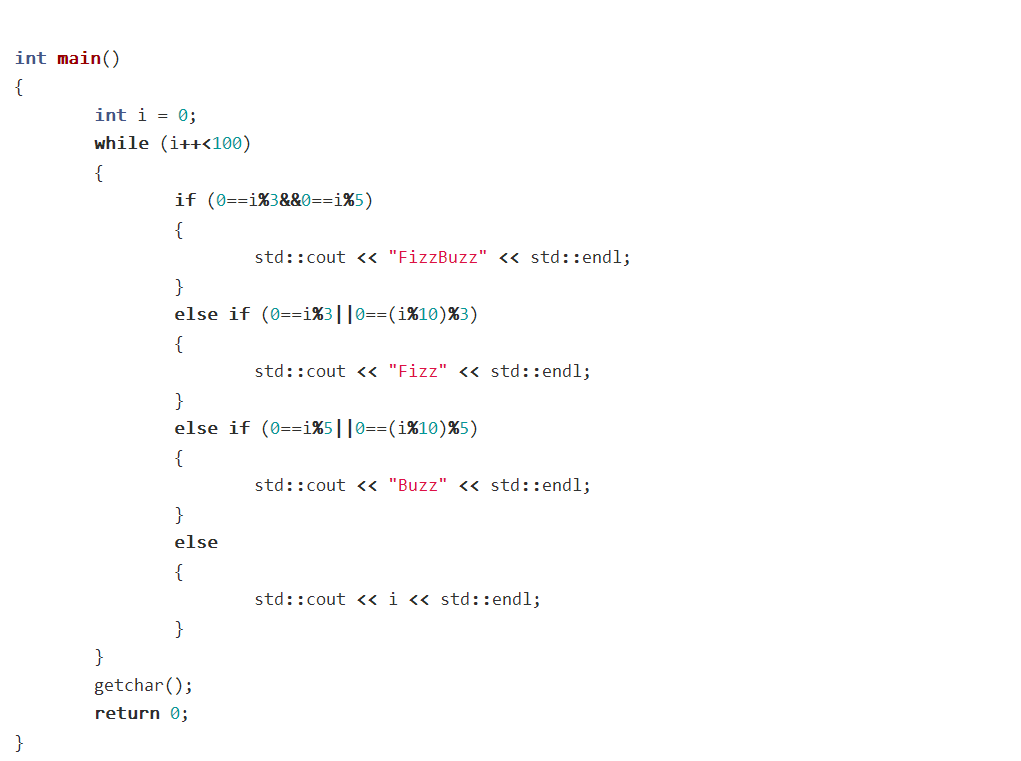 int main()
{
        int i = 0;
        while (i++<100)
        {
                if (0==i%3&&0==i%5)
                {
                        std::cout << "FizzBuzz" << std::endl;
                }
                else if (0==i%3||0==(i%10)%3)
                {
                        std::cout << "Fizz" << std::endl;
                }
                else if (0==i%5||0==(i%10)%5)
                {
                        std::cout << "Buzz" << std::endl;
                }
                else
                {
                        std::cout << i << std::endl;
                }
        }
        getchar();
        return 0;
}